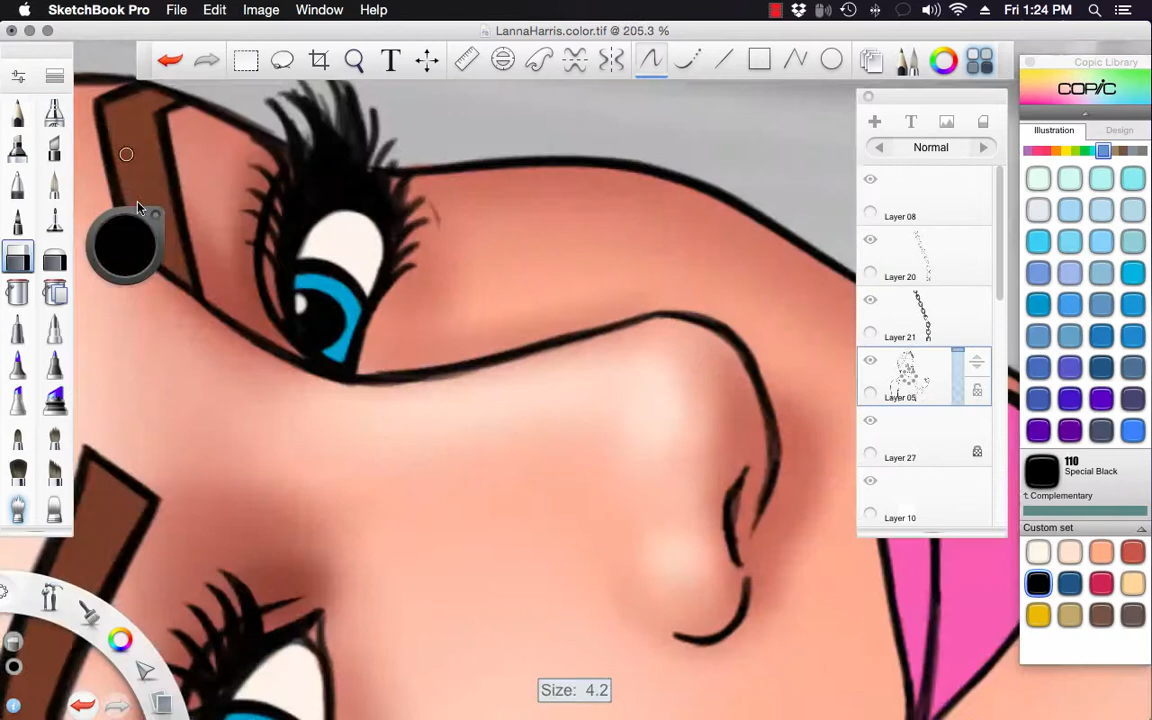 SketchBook Pro File Edit Image Window Help
Fri 1:24 PM
LannaHarris.color.tif @ 205.3 %
T
Copic Library
COPIC
Illustration Design
T
Normal
Layer 08
Layer 20
Layer 21
Layer 05
Layer 27
Layer 10
110
Special Black
1: Complementary
Custom set
Size: 4.2